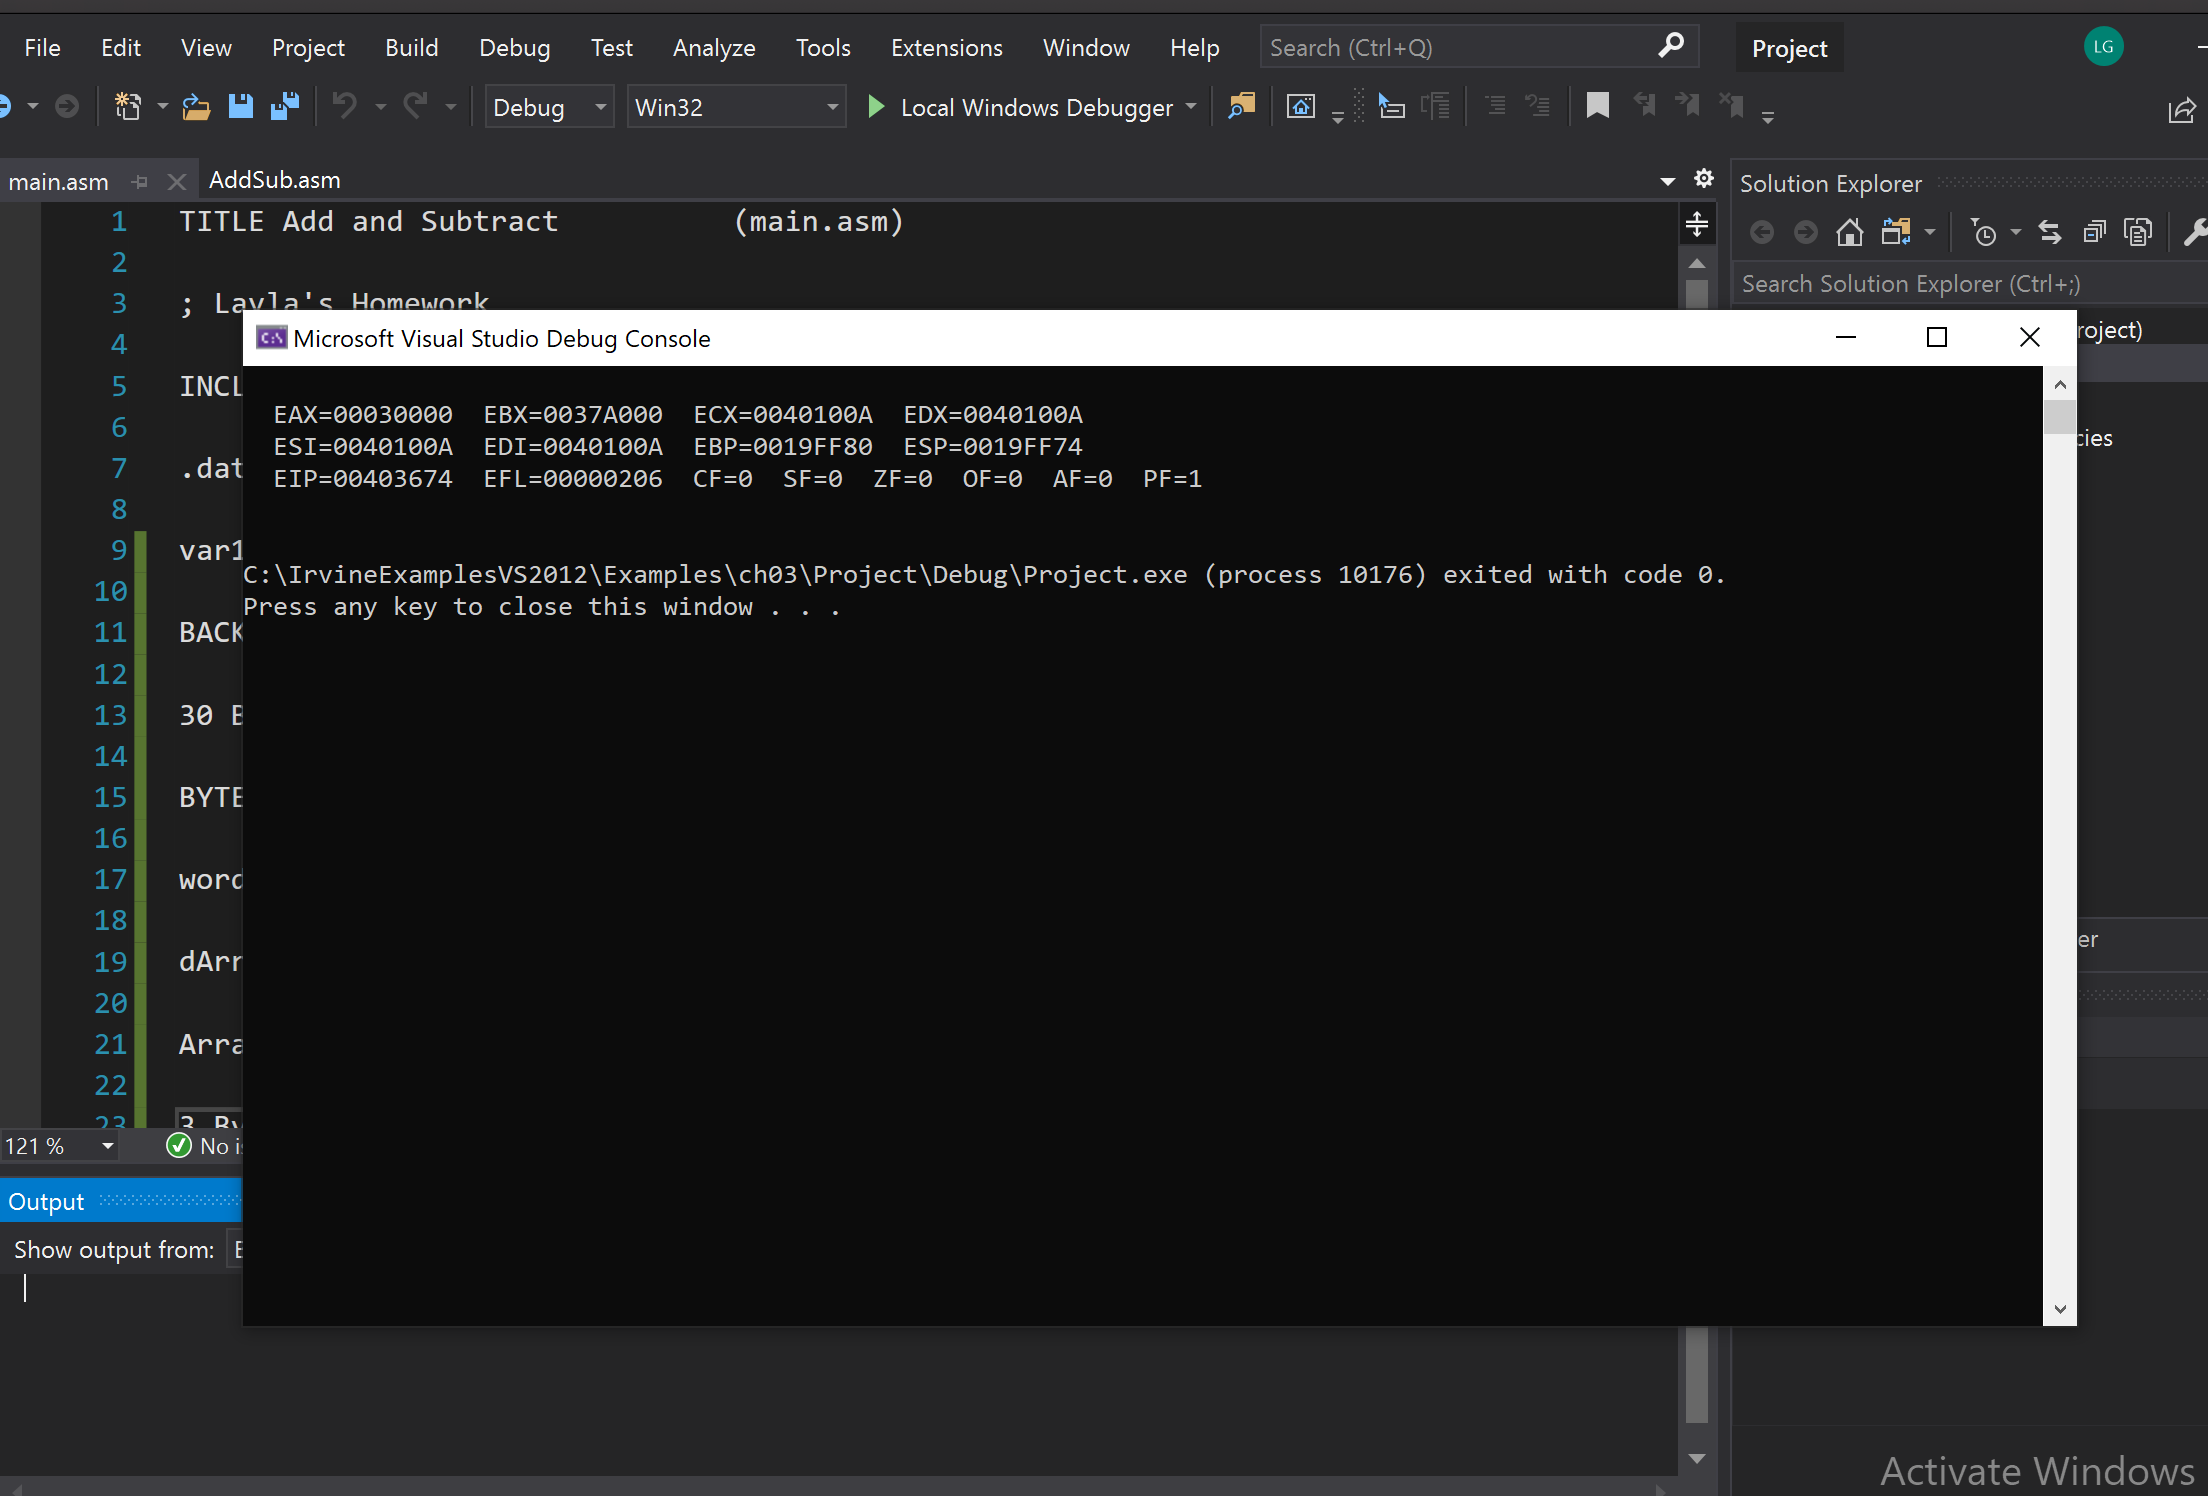 File Edit View Project Build Debug Test Analyze Tools Extensions Window Help Search (Ctrl+Q) Project LG
Debug Win32 Local Windows Debugger
main.asm AddSub.asm
Solution Explorer
Search Solution Explorer (Ctrl+;)
roject)
cies
er
1 TITLE Add and Subtract (main.asm)
2
3 ; Layla's Homework
4
5 INCL
6
7 .dat
8
9 var1
10
11 BACK
12
13 30 B
14
15 BYTE
16
17 word
18
19 dArr
20
21 Arra
22
23 3 By
Microsoft Visual Studio Debug Console
EAX=00030000 EBX=0037A000 ECX=0040100A EDX=0040100A
ESI=0040100A EDI=0040100A EBP=0019FF80 ESP=0019FF74
EIP=00403674 EFL=00000206 CF=0 SF=0 ZF=0 OF=0 AF=0 PF=1
C:\IrvineExamplesVS2012\Examples\ch03\Project\Debug\Project.exe (process 10176) exited with code 0.
Press any key to close this window . . .
121 % No is
Output
Show output from:
Activate Windows